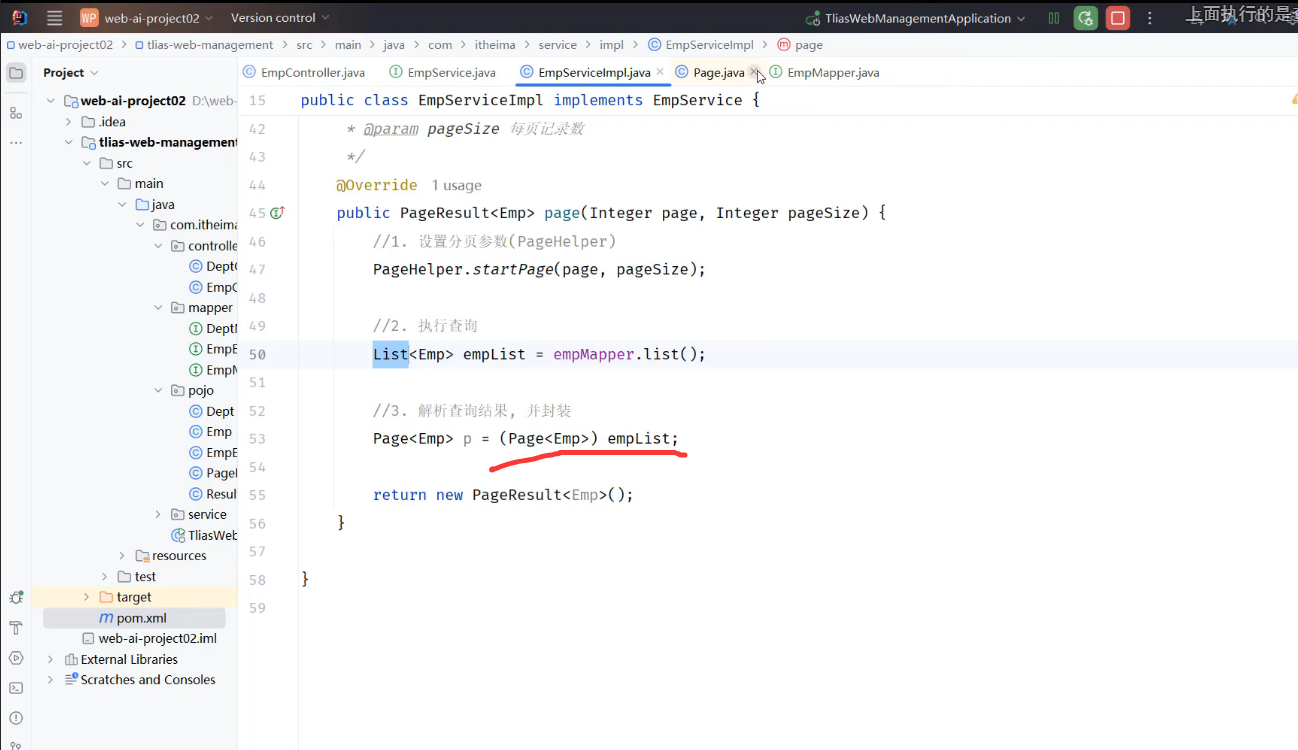 WP web-ai-project02 Version control TliasWebManagementApplication 上面执行的是
web-ai-project02 > tlias-web-management > src > main > java > com > itheima > service > impl > EmpServiceImpl > page
Project
EmpController.java EmpService.java EmpServiceImpl.java Page.java EmpMapper.java
web-ai-project02 D:\web-
.idea
tlias-web-management
src
main
java
com.itheima
controlle
Dept
Emp
mapper
Dept
Emp
Emp
pojo
Dept
Emp
Emp
Page
Resul
service
TliasWeb
resources
test
target
pom.xml
web-ai-project02.iml
External Libraries
Scratches and Consoles
15 public class EmpServiceImpl implements EmpService {
42 * @param pageSize 每页记录数
43 */
44 @Override 1 usage
45 public PageResult<Emp> page(Integer page, Integer pageSize) {
46 //1. 设置分页参数(PageHelper)
47 PageHelper.startPage(page, pageSize);
48
49 //2. 执行查询
50 List<Emp> empList = empMapper.list();
51
52 //3. 解析查询结果, 并封装
53 Page<Emp> p = (Page<Emp>) empList;
54
55 return new PageResult<Emp>();
56 }
57
58 }
59